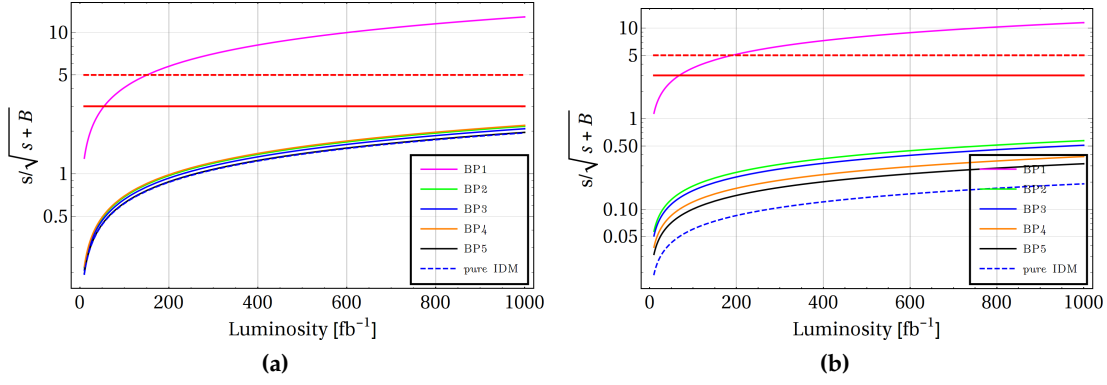 10
5
1
0.5
s/√s + B
BP1
BP2
BP3
BP4
BP5
pure IDM
0 200 400 600 800 1000
Luminosity [fb⁻¹]
(a)
10
5
1
0.50
0.10
0.05
s/√s + B
BP1
BP2
BP3
BP4
BP5
pure IDM
0 200 400 600 800 1000
Luminosity [fb⁻¹]
(b)